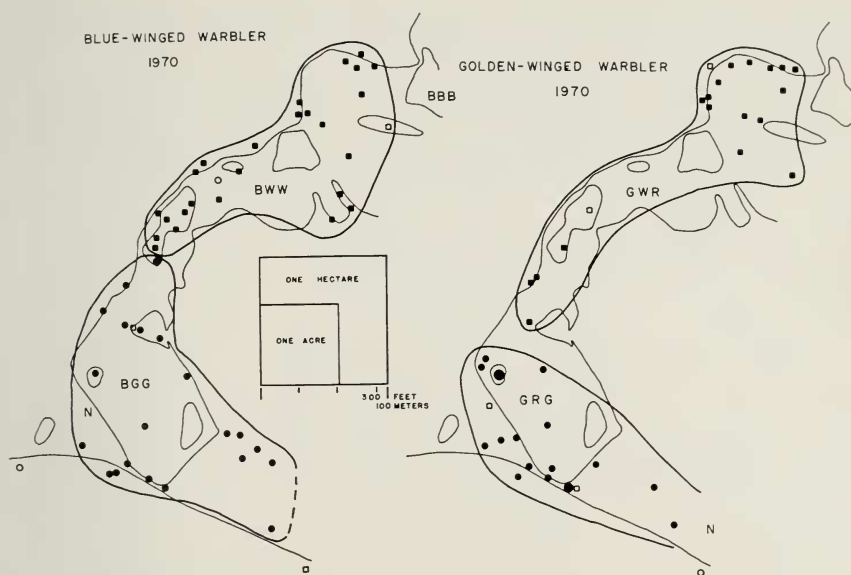 BLUE-WINGED WARBLER
1970
GOLDEN-WINGED WARBLER
1970
BBB
BWW
GWR
ONE HECTARE
ONE ACRE
300 FEET
100 METERS
BGG
N
GRG
N